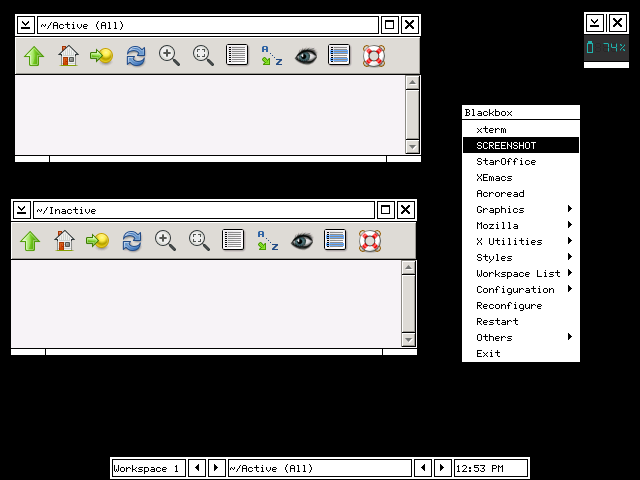 ~/Active (All)
74%
Blackbox
xterm
SCREENSHOT
StarOffice
XEmacs
Acroread
Graphics
Mozilla
X Utilities
Styles
Workspace List
Configuration
Reconfigure
Restart
Others
Exit
~/Inactive
A
Z
A
Z
Workspace 1
~/Active (All)
12:53 PM